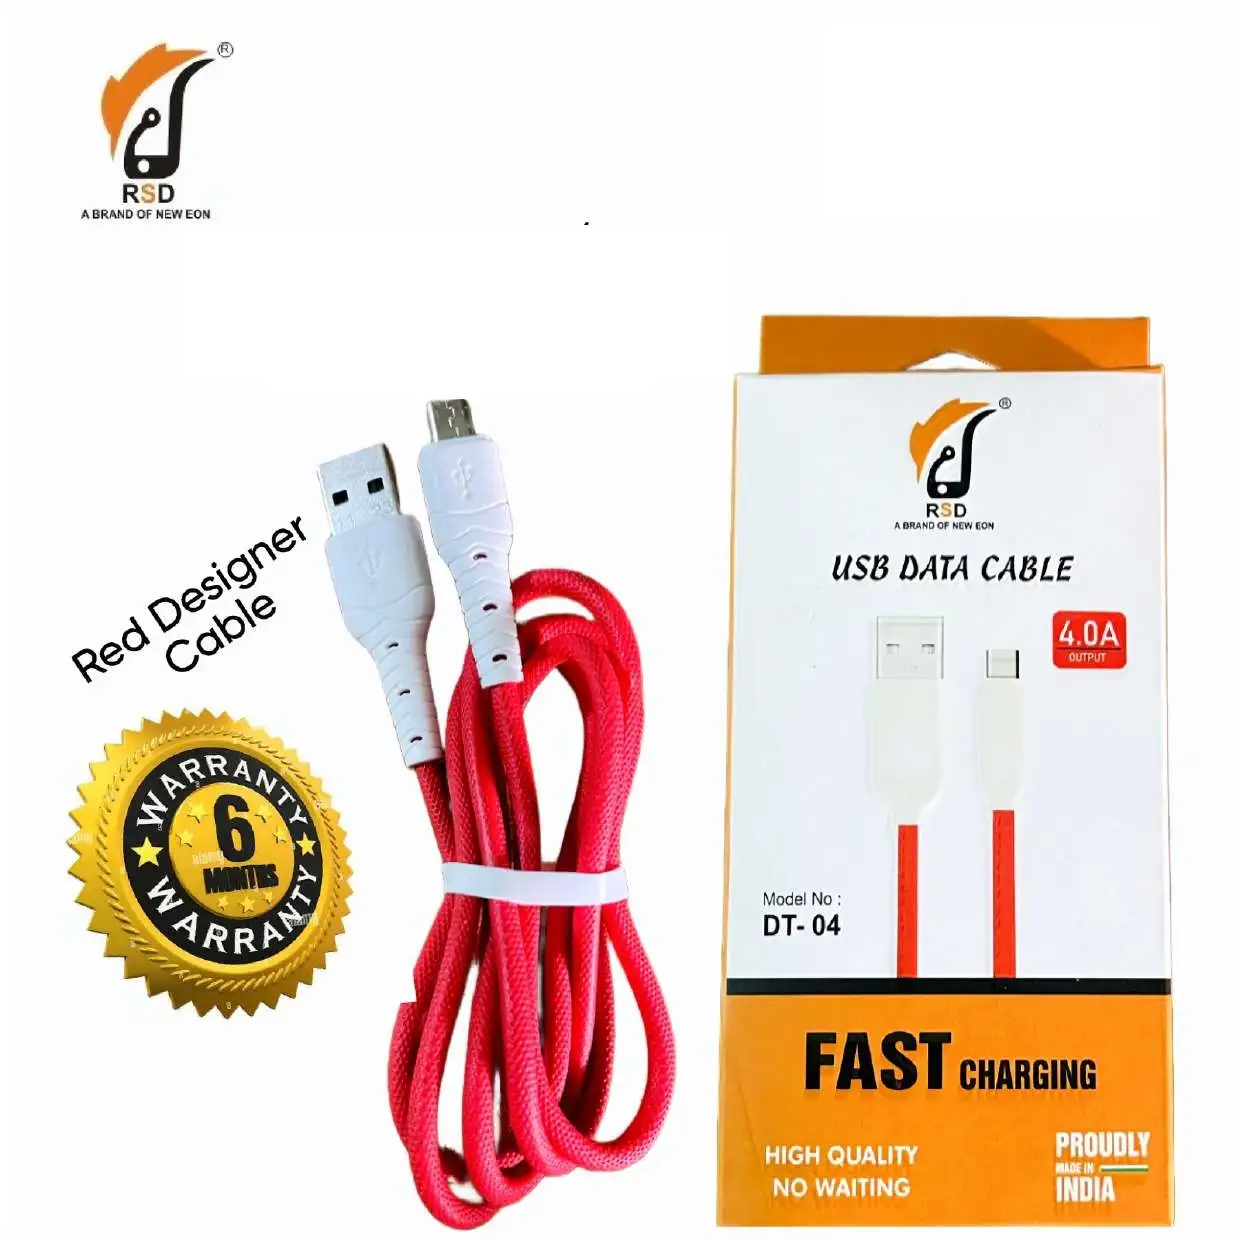 ®
RSD
A BRAND OF NEW EON
Red Designer
Cable
WARRANTY
6
MONTHS
WARRANTY
®
RSD
A BRAND OF NEW EON
USB DATA CABLE
4.0A
OUTPUT
Model No :
DT- 04
FAST CHARGING
HIGH QUALITY
NO WAITING
PROUDLY
MADE IN
INDIA